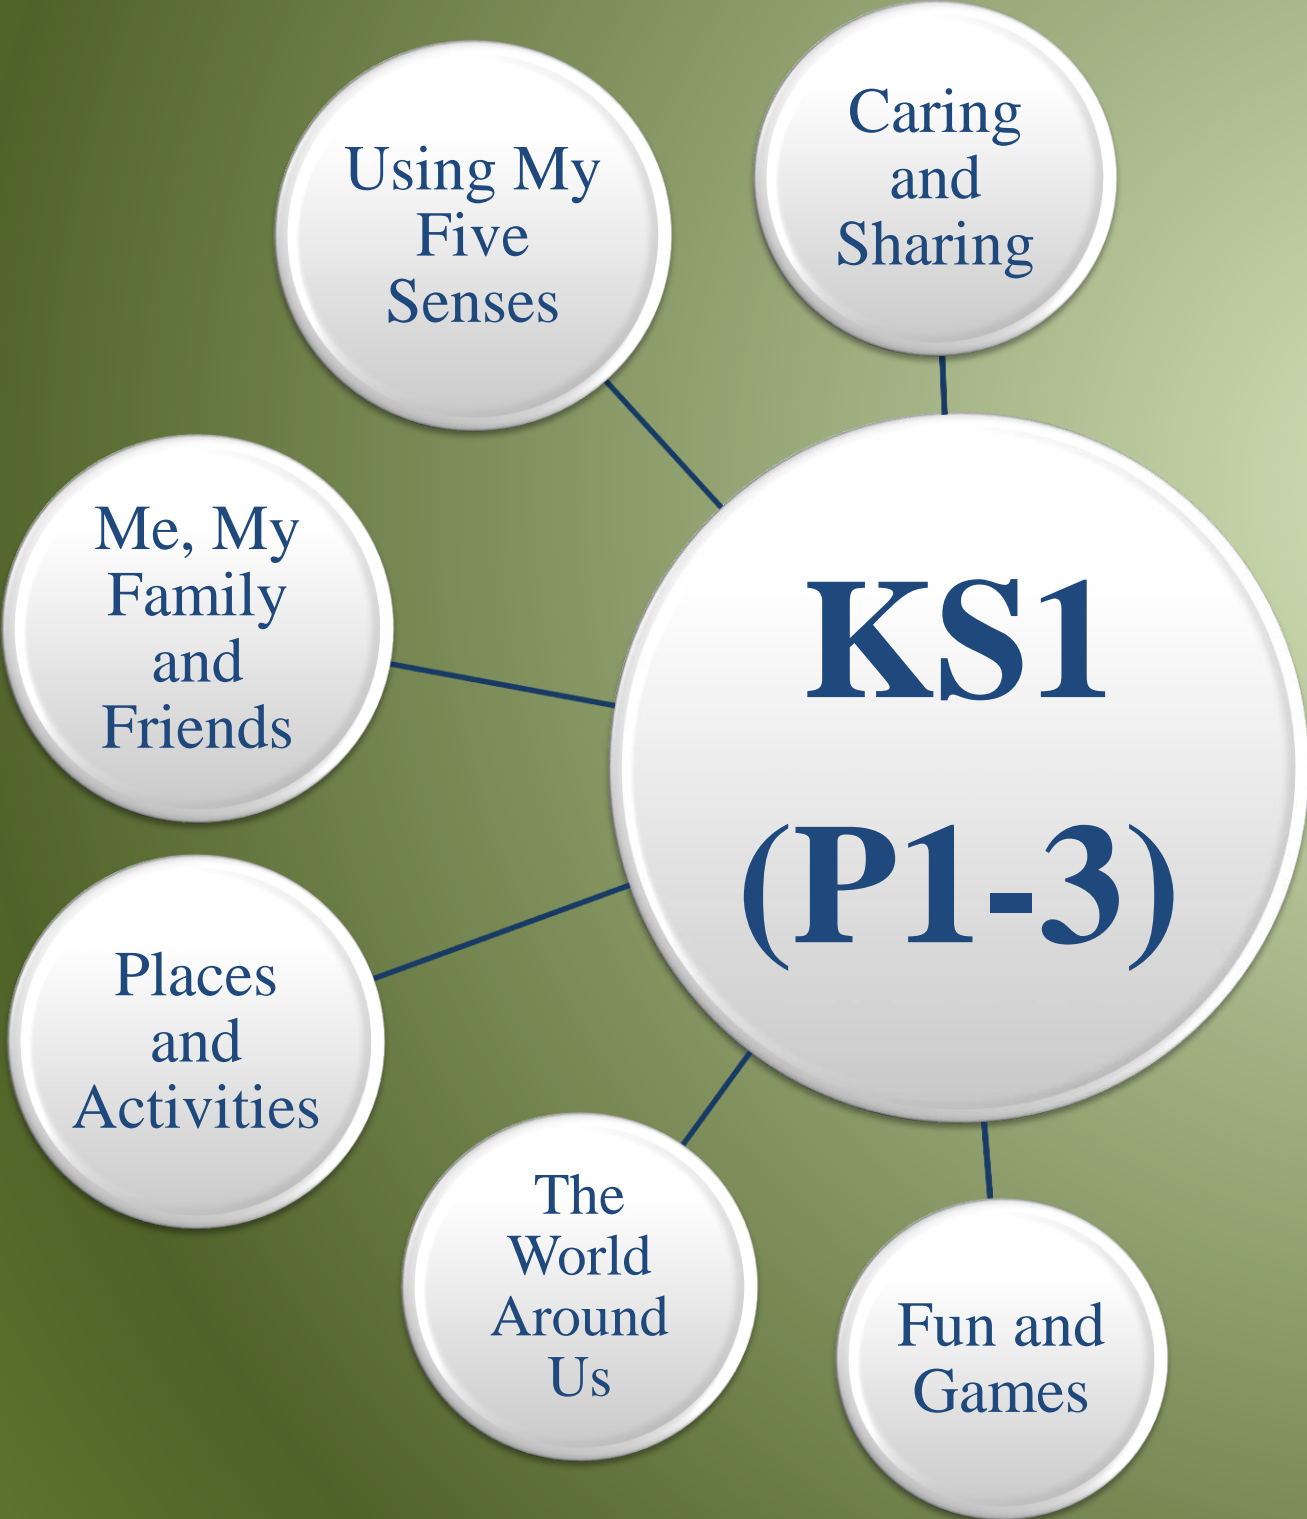 Caring
and
Sharing
Using My
Five
Senses
Me, My
Family
and
Friends
KS1
(P1-3)
Places
and
Activities
The
World
Around
Us
Fun and
Games